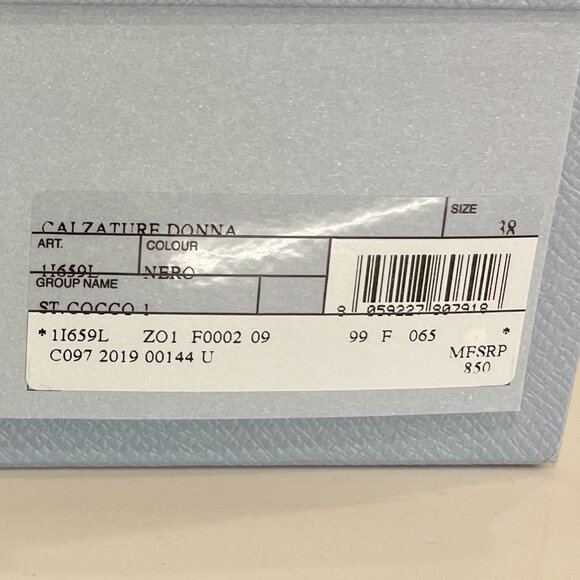 SIZE
CALZATURE DONNA 38
ART. COLOUR
1I659L NERO
GROUP NAME
ST.COCCO 1
8 059227 807918
* 1I659L ZO1 F0002 09 99 F 065 *
C097 2019 00144 U MFSRP
850